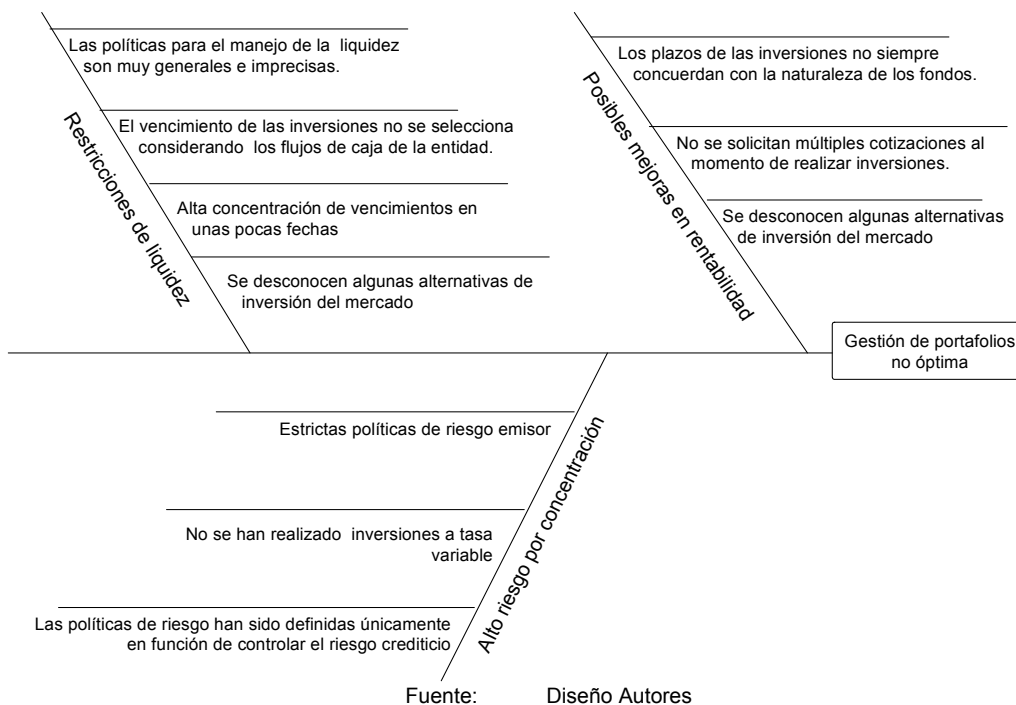 Las políticas para el manejo de la liquidez
son muy generales e imprecisas.
El vencimiento de las inversiones no se selecciona
considerando los flujos de caja de la entidad.
Alta concentración de vencimientos en
unas pocas fechas
Se desconocen algunas alternativas de
inversión del mercado
Restricciones de liquidez
Los plazos de las inversiones no siempre
concuerdan con la naturaleza de los fondos.
No se solicitan múltiples cotizaciones al
momento de realizar inversiones.
Se desconocen algunas alternativas
de inversión del mercado
Posibles mejoras en rentabilidad
Gestión de portafolios
no óptima
Estrictas políticas de riesgo emisor
No se han realizado inversiones a tasa
variable
Las políticas de riesgo han sido definidas únicamente
en función de controlar el riesgo crediticio
Alto riesgo por concentración
Fuente: Diseño Autores